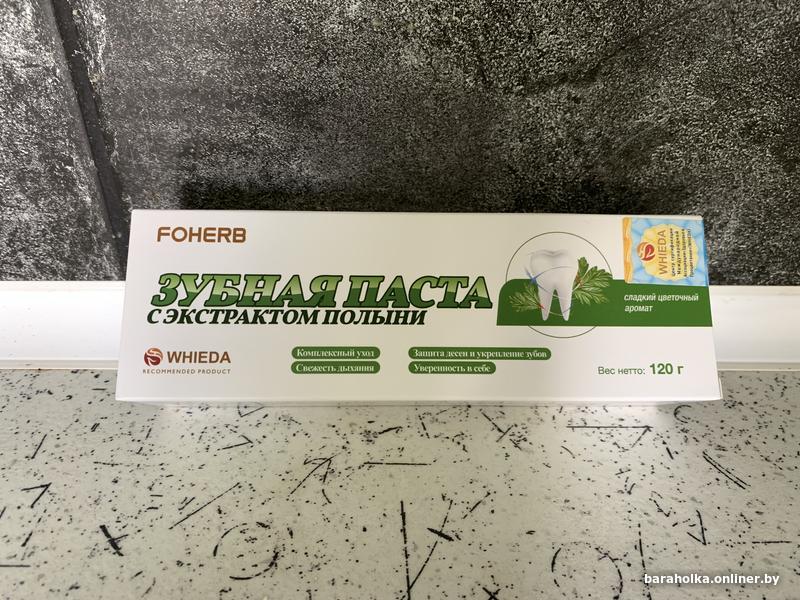 FOHERB
ЗУБНАЯ ПАСТА
С ЭКСТРАКТОМ ПОЛЫНИ
WHIEDA
RECOMMENDED PRODUCT
Комплексный уход
Свежесть дыхания
Защита десен и укрепление зубов
Уверенность в себе
WHIEDA
сладкий цветочный
аромат
Вес нетто: 120 г
baraholka.onliner.by